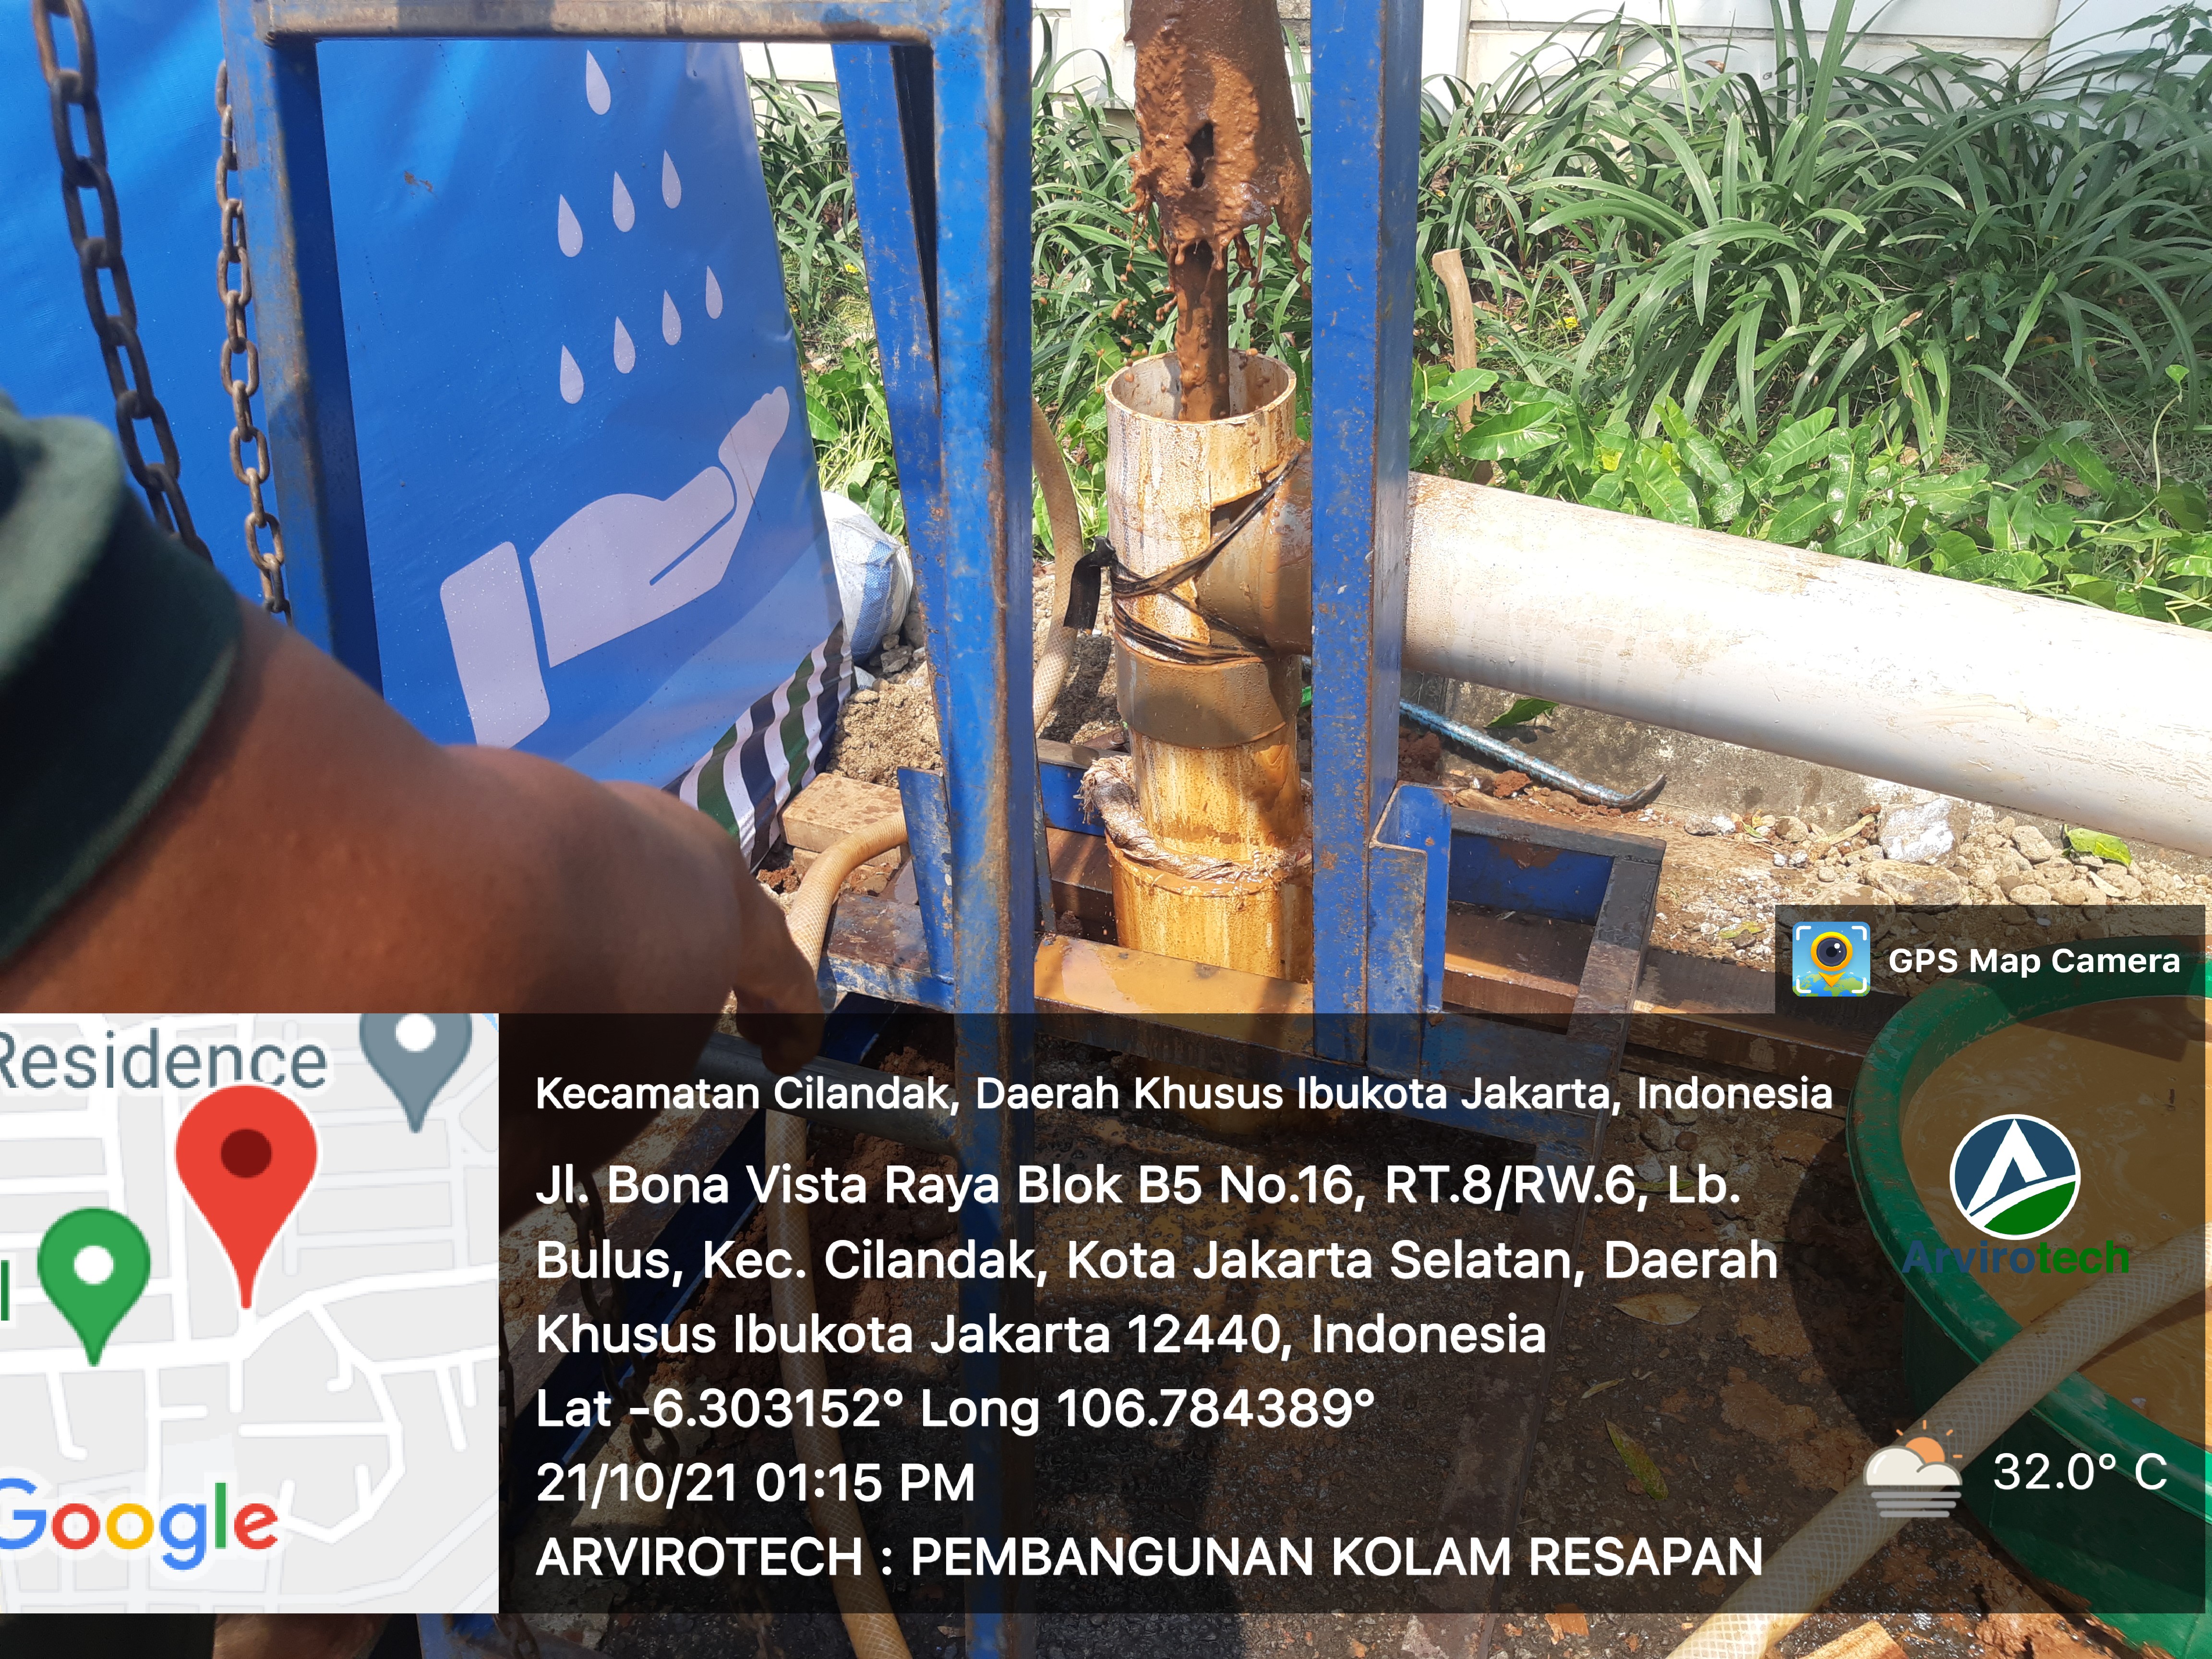 GPS Map Camera
Residence
Kecamatan Cilandak, Daerah Khusus Ibukota Jakarta, Indonesia
Jl. Bona Vista Raya Blok B5 No.16, RT.8/RW.6, Lb.
Bulus, Kec. Cilandak, Kota Jakarta Selatan, Daerah
Khusus Ibukota Jakarta 12440, Indonesia
Lat -6.303152° Long 106.784389°
21/10/21 01:15 PM
ARVIROTECH : PEMBANGUNAN KOLAM RESAPAN
Arvirotech
32.0° C
Google